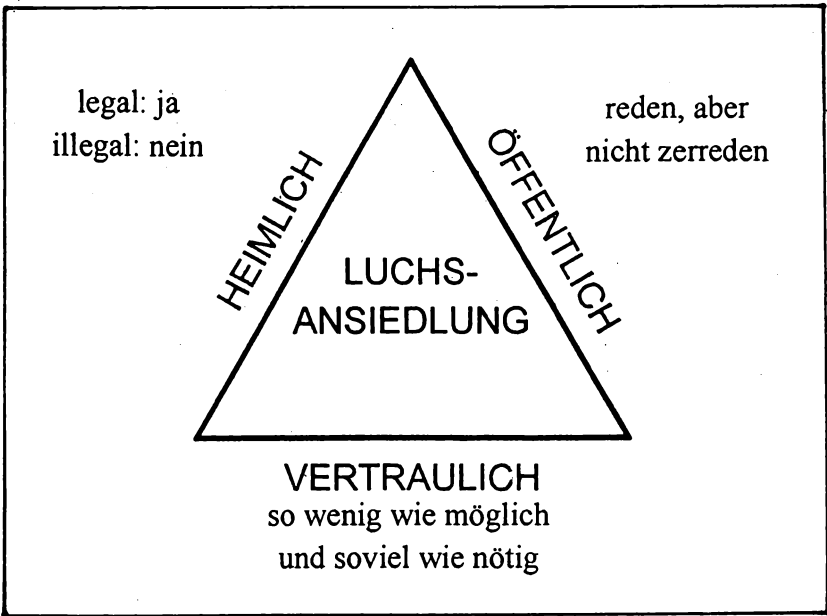 legal: ja
illegal: nein
reden, aber
nicht zerreden
HEIMLICH
ÖFFENTLICH
LUCHS-
ANSIEDLUNG
VERTRAULICH
so wenig wie möglich
und soviel wie nötig